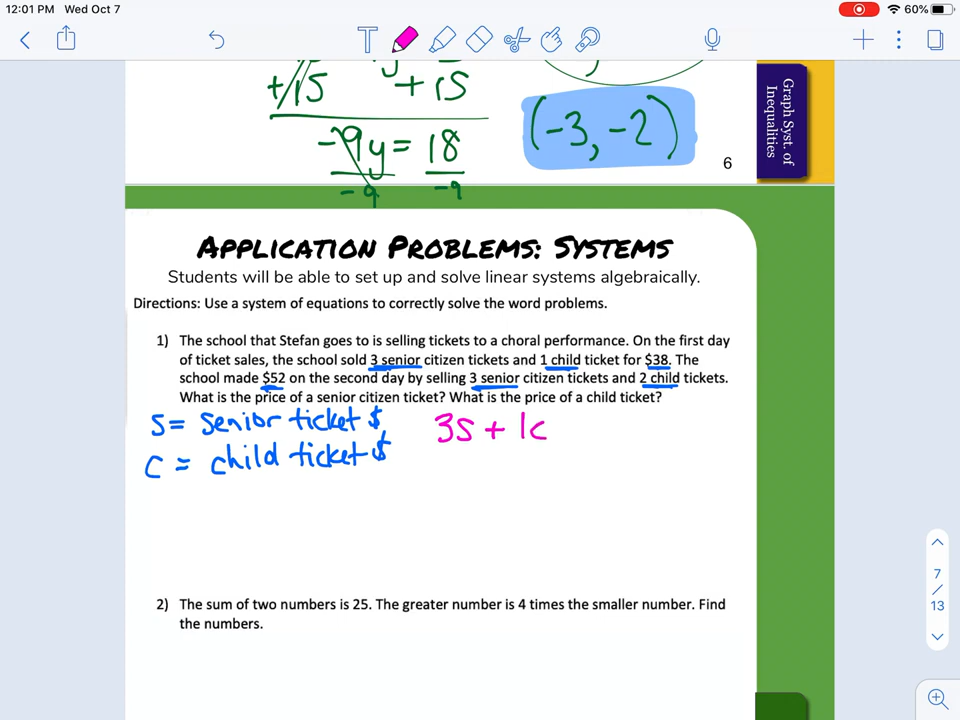 12:01 PM Wed Oct 7
60%
T
+15
+15
-9y = 18
-9
-9
(-3, -2)
6
Graph Syst. of
Inequalities
APPLICATION PROBLEMS: SYSTEMS
Students will be able to set up and solve linear systems algebraically.
Directions: Use a system of equations to correctly solve the word problems.
1) The school that Stefan goes to is selling tickets to a choral performance. On the first day
of ticket sales, the school sold 3 senior citizen tickets and 1 child ticket for $38. The
school made $52 on the second day by selling 3 senior citizen tickets and 2 child tickets.
What is the price of a senior citizen ticket? What is the price of a child ticket?
S = senior ticket $
C = child ticket $
3S + 1C
2) The sum of two numbers is 25. The greater number is 4 times the smaller number. Find
the numbers.
7
/
13